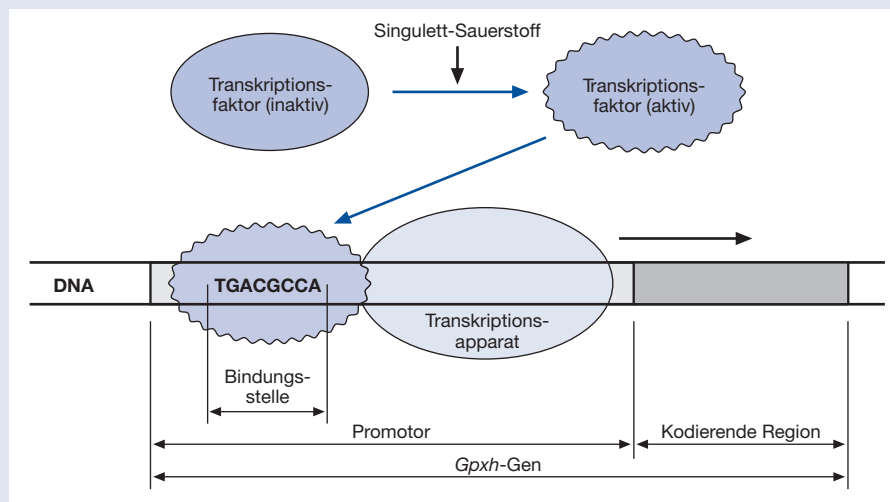 Singulett-Sauerstoff
Transkriptions-
faktor (inaktiv)
Transkriptions-
faktor (aktiv)
DNA
TGACGCCA
Transkriptions-
apparat
Bindungs-
stelle
Promotor
Kodierende Region
Gpxh-Gen